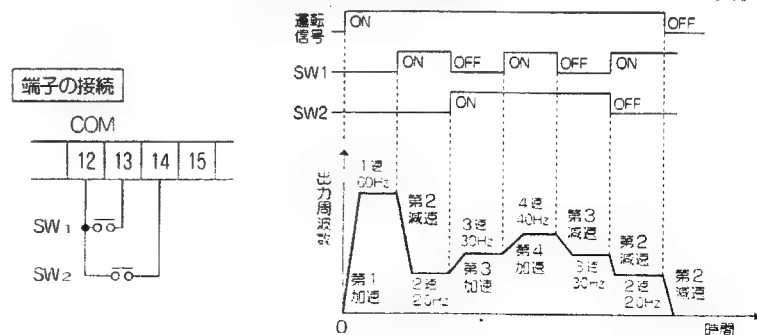 端子の接続
COM
12 13 14 15
SW1
SW2
運転信号 ON OFF
SW1 ON OFF ON OFF ON
SW2 ON OFF
出力周波数
1速
60Hz
第1
加速
第2
減速
2速
20Hz
3速
30Hz
第3
加速
4速
40Hz
第4
加速
第3
減速
3速
30Hz
第2
減速
2速
20Hz
第2
減速
0
時間